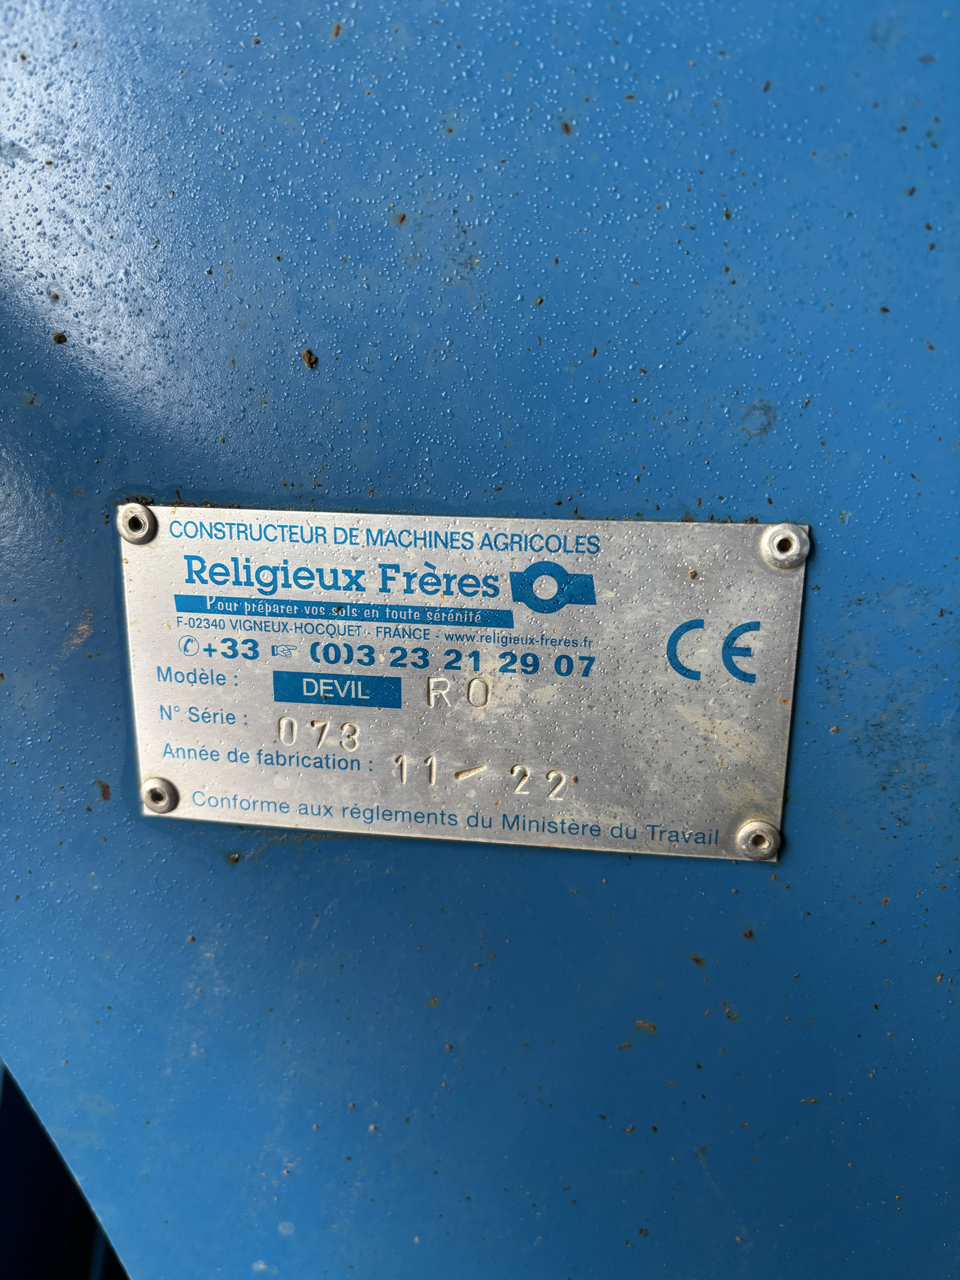 CONSTRUCTEUR DE MACHINES AGRICOLES
Religieux Frères
Pour préparer vos sols en toute sérénité
F-02340 VIGNEUX-HOCQUET - FRANCE - www.religieux-freres.fr
✆+33 ☞ (0)3 23 21 29 07
CE
Modèle : DEVIL RO
N° Série : 073
Année de fabrication : 11/22
Conforme aux réglements du Ministère du Travail